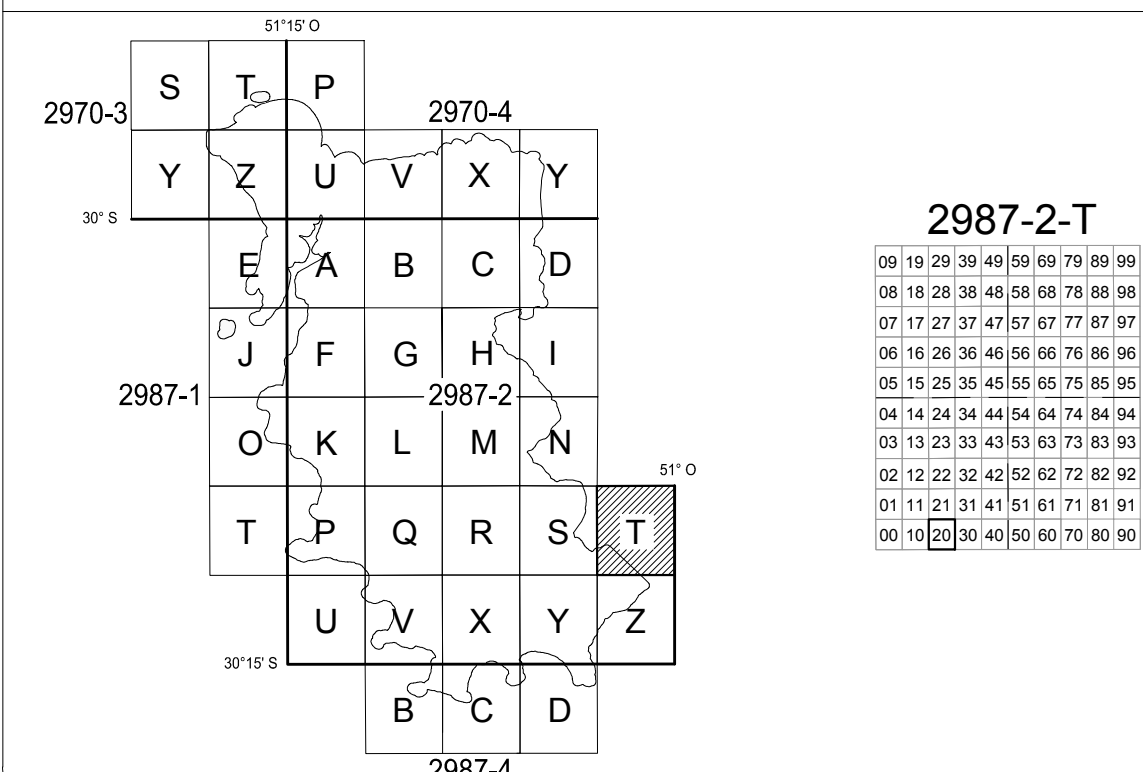 51°15' O
S T P
2970-3 2970-4
Y Z U V X Y
30° S
E A B C D
J F G H I
2987-1 2987-2
O K L M N
51° O
T P Q R S T
U V X Y Z
30°15' S
B C D
2987-4
2987-2-T
09 19 29 39 49 59 69 79 89 99
08 18 28 38 48 58 68 78 88 98
07 17 27 37 47 57 67 77 87 97
06 16 26 36 46 56 66 76 86 96
05 15 25 35 45 55 65 75 85 95
04 14 24 34 44 54 64 74 84 94
03 13 23 33 43 53 63 73 83 93
02 12 22 32 42 52 62 72 82 92
01 11 21 31 41 51 61 71 81 91
00 10 20 30 40 50 60 70 80 90